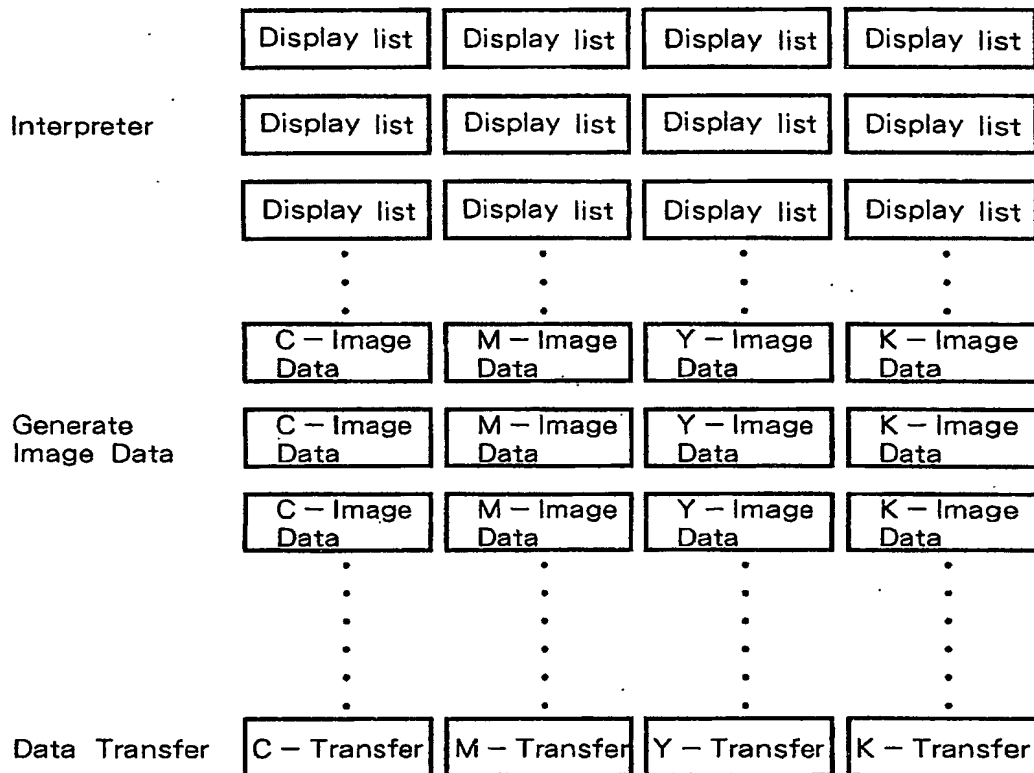 Display list Display list Display list Display list
Interpreter Display list Display list Display list Display list
Display list Display list Display list Display list
C – Image Data M – Image Data Y – Image Data K – Image Data
Generate Image Data C – Image Data M – Image Data Y – Image Data K – Image Data
C – Image Data M – Image Data Y – Image Data K – Image Data
Data Transfer C – Transfer M – Transfer Y – Transfer K – Transfer